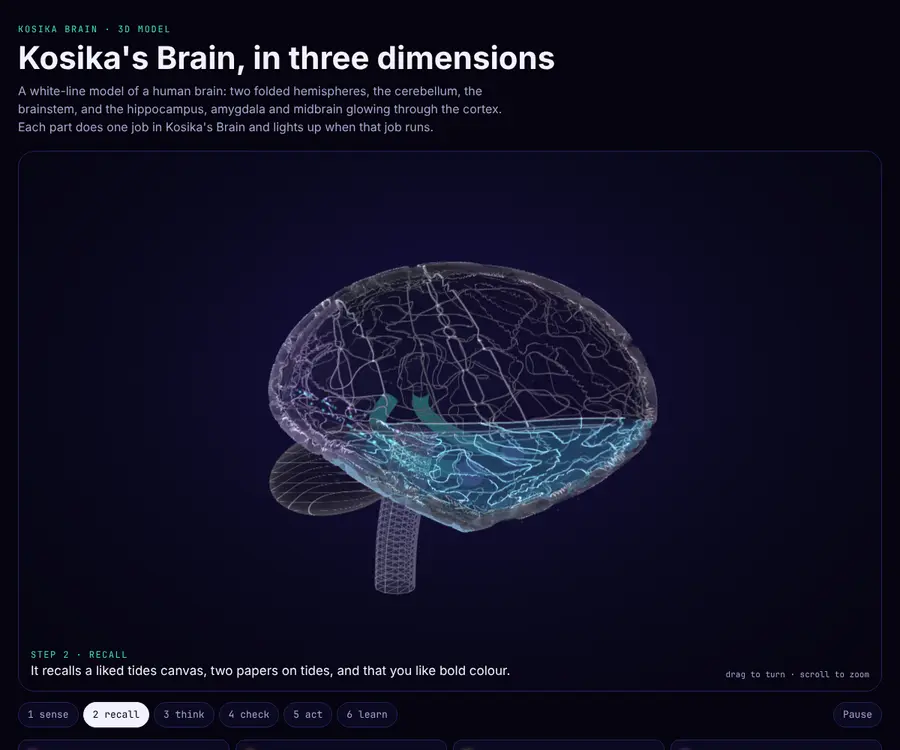 KOSIKA BRAIN · 3D MODEL
Kosika's Brain, in three dimensions
A white-line model of a human brain: two folded hemispheres, the cerebellum, the
brainstem, and the hippocampus, amygdala and midbrain glowing through the cortex.
Each part does one job in Kosika's Brain and lights up when that job runs.
STEP 2 · RECALL
It recalls a liked tides canvas, two papers on tides, and that you like bold colour.
drag to turn · scroll to zoom
1 sense 2 recall 3 think 4 check 5 act 6 learn Pause